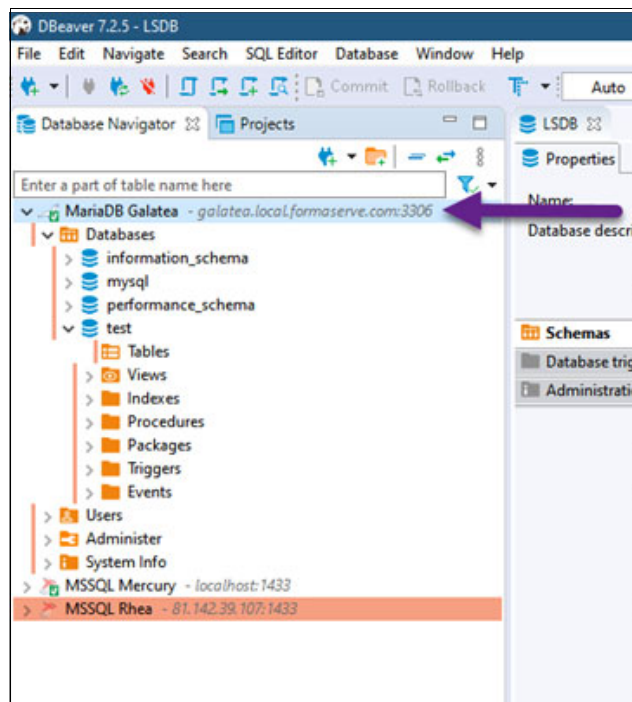 DBeaver 7.2.5 - LSDB
File Edit Navigate Search SQL Editor Database Window Help
Commit Rollback Auto
Database Navigator Projects
LSDB
Properties
Enter a part of table name here
Name:
MariaDB Galatea - galatea.local.formaserve.com:3306
Database descri
Databases
information_schema
mysql
performance_schema
test
Schemas
Tables
Database trig
Views
Administrati
Indexes
Procedures
Packages
Triggers
Events
Users
Administer
System Info
MSSQL Mercury - localhost:1433
MSSQL Rhea - 81.142.39.107:1433